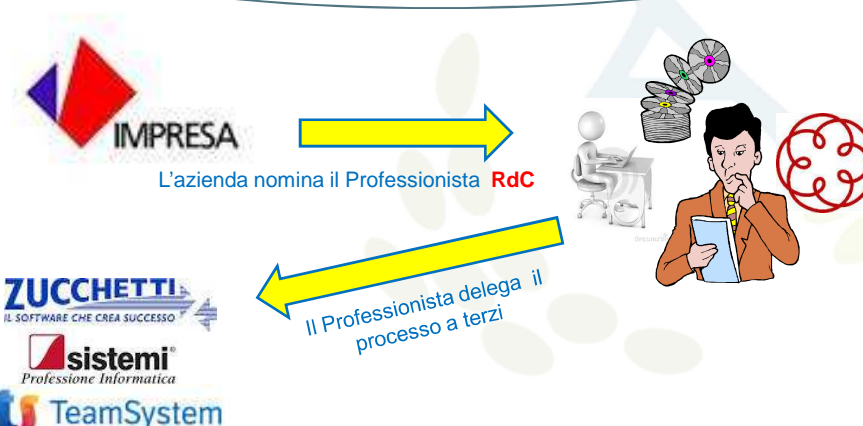 IMPRESA
L'azienda nomina il Professionista RdC
Il Professionista delega il
processo a terzi
ZUCCHETTI
IL SOFTWARE CHE CREA SUCCESSO
sistemi®
Professione Informatica
TeamSystem